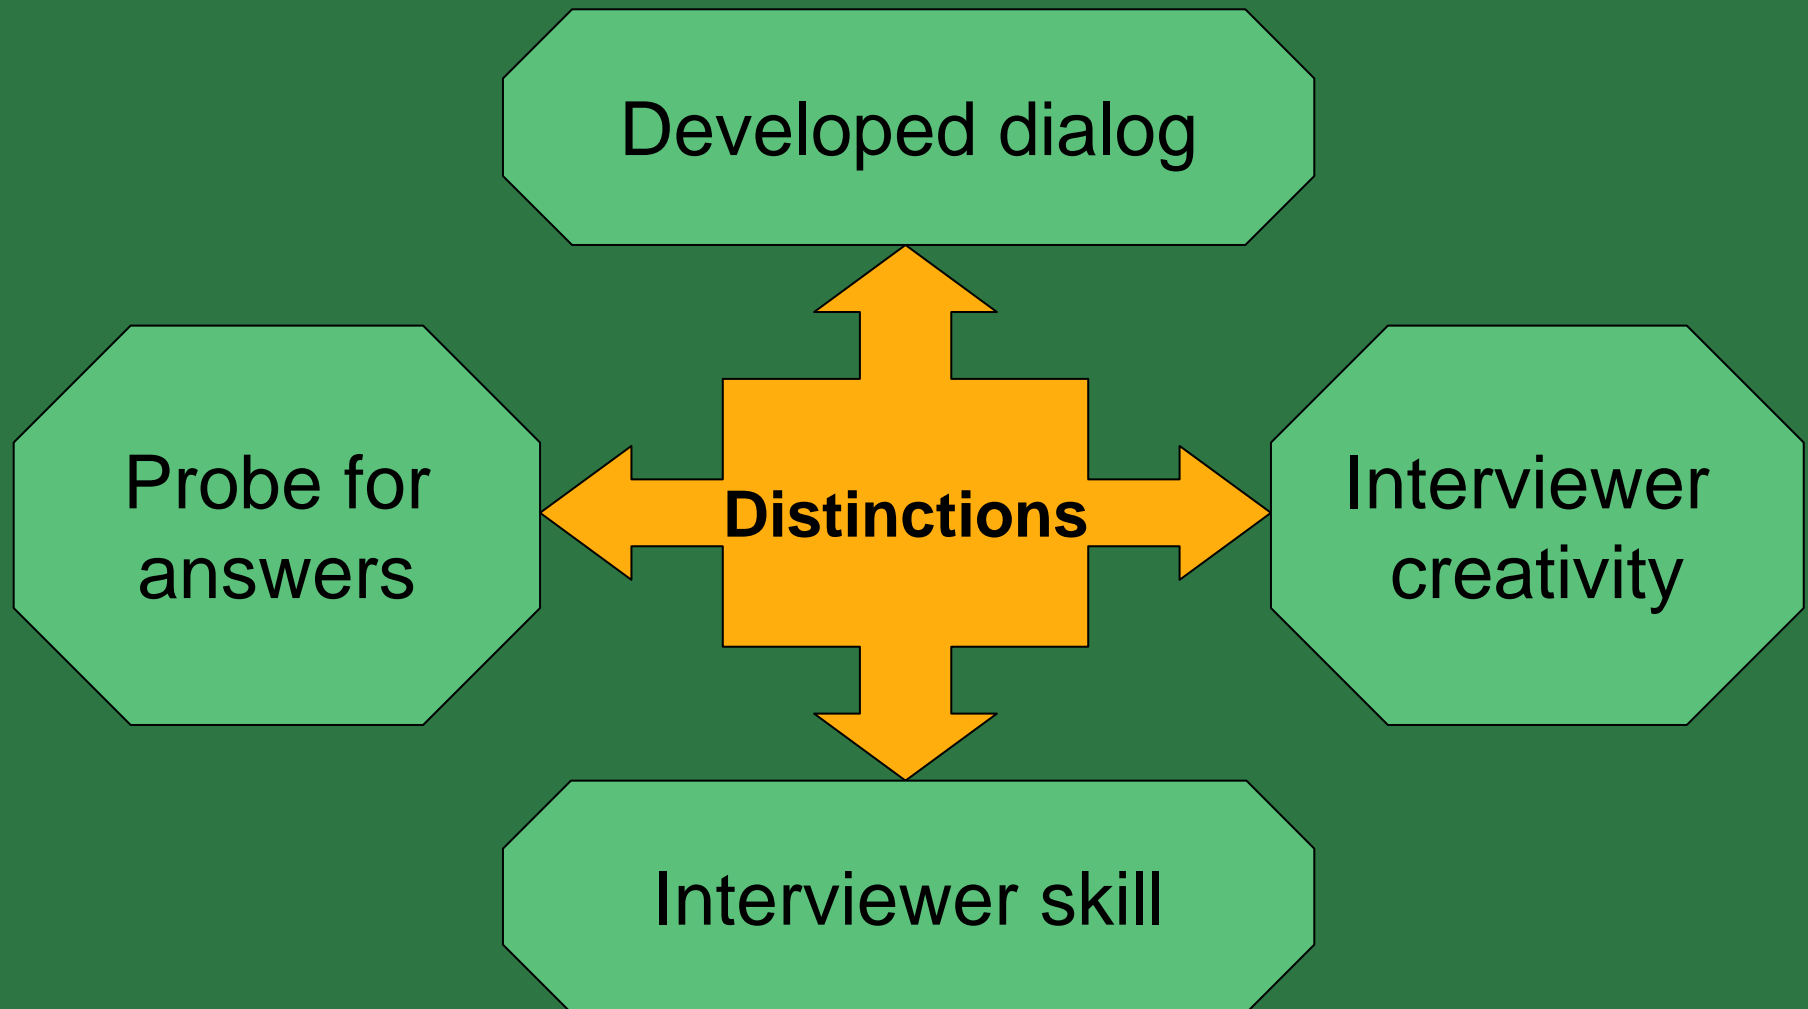 Developed dialog
Probe for
answers
Distinctions
Interviewer
creativity
Interviewer skill